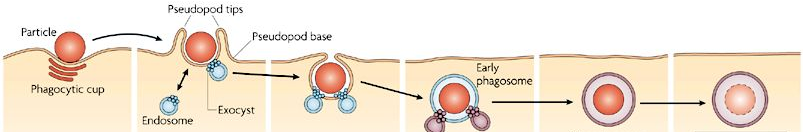 Particle
Phagocytic cup
Pseudopod tips
Pseudopod base
Endosome
Exocyst
Early
phagosome